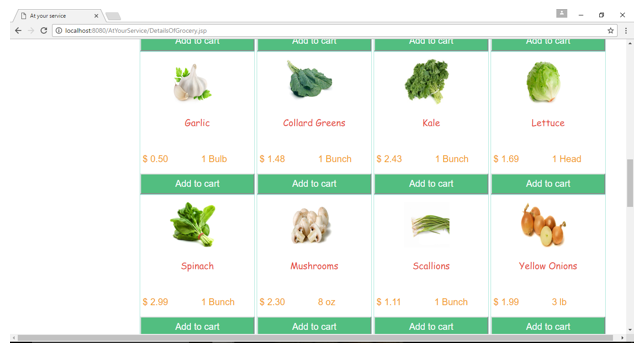 At your service
localhost:8080/AtYourService/DetailsOfGrocery.jsp
Add to cart Add to cart Add to cart Add to cart
Garlic Collard Greens Kale Lettuce
$ 0.50 1 Bulb $ 1.48 1 Bunch $ 2.43 1 Bunch $ 1.69 1 Head
Add to cart Add to cart Add to cart Add to cart
Spinach Mushrooms Scallions Yellow Onions
$ 2.99 1 Bunch $ 2.30 8 oz $ 1.11 1 Bunch $ 1.99 3 lb
Add to cart Add to cart Add to cart Add to cart